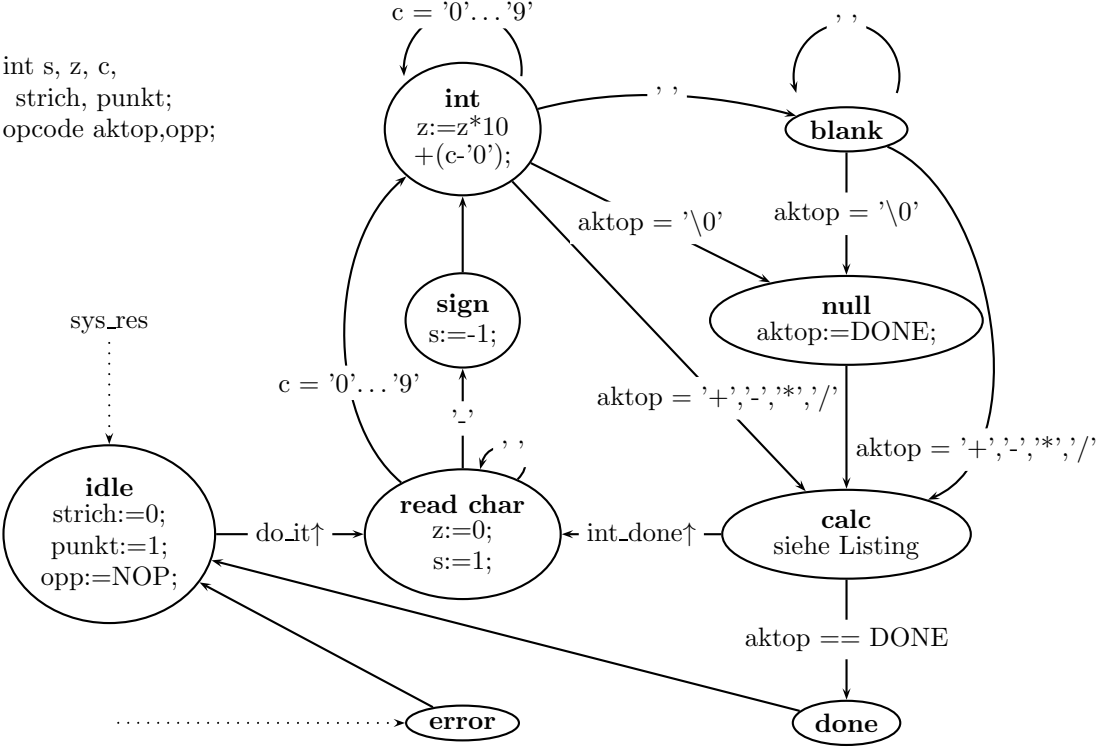 c = '0'...'9'
' '
int s, z, c,
strich, punkt;
opcode aktop,opp;
int
z:=z*10
+(c-'0');
' '
blank
aktop = '\0'
aktop = '\0'
sign
s:=-1;
null
aktop:=DONE;
sys_res
c = '0'...'9'
aktop = '+','-','*','/'
'-'
' '
aktop = '+','-','*','/'
idle
strich:=0;
punkt:=1;
opp:=NOP;
do_it↑
read char
z:=0;
s:=1;
int_done↑
calc
siehe Listing
aktop == DONE
error
done